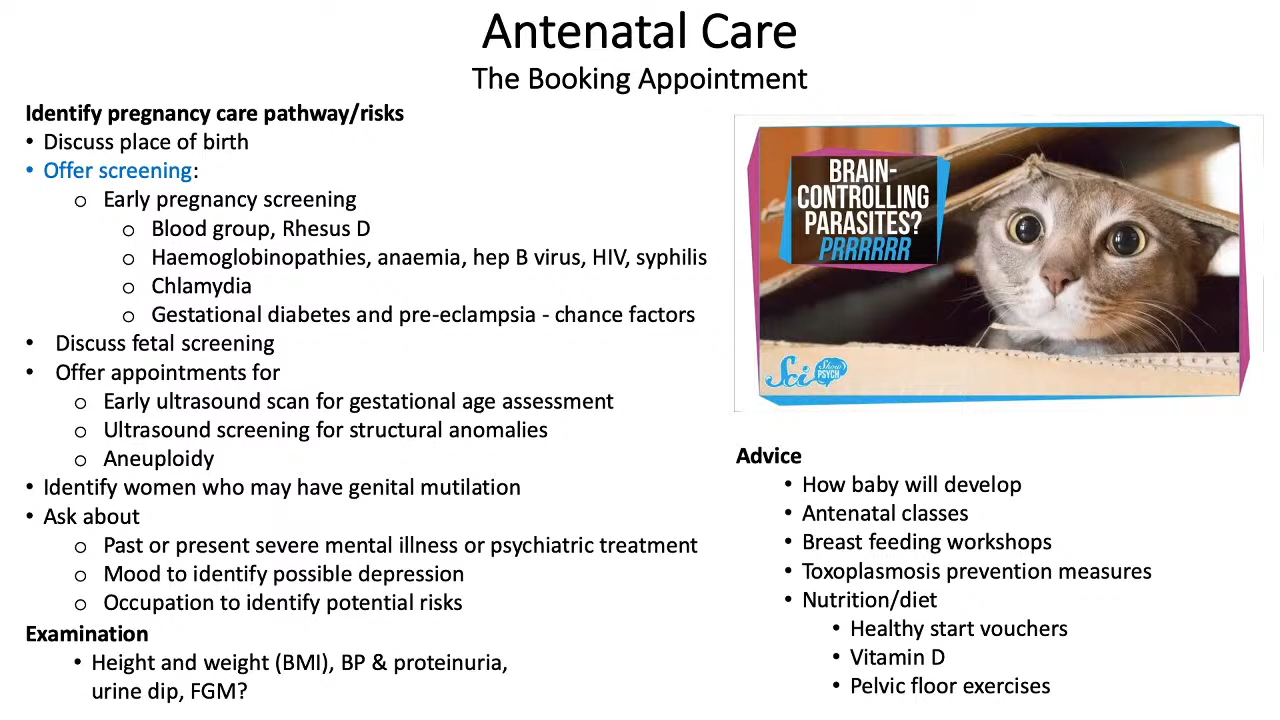 Antenatal Care
The Booking Appointment
Identify pregnancy care pathway/risks
• Discuss place of birth
• Offer screening:
o Early pregnancy screening
o Blood group, Rhesus D
o Haemoglobinopathies, anaemia, hep B virus, HIV, syphilis
o Chlamydia
o Gestational diabetes and pre-eclampsia - chance factors
• Discuss fetal screening
• Offer appointments for
o Early ultrasound scan for gestational age assessment
o Ultrasound screening for structural anomalies
o Aneuploidy
• Identify women who may have genital mutilation
• Ask about
o Past or present severe mental illness or psychiatric treatment
o Mood to identify possible depression
o Occupation to identify potential risks
Examination
• Height and weight (BMI), BP & proteinuria,
urine dip, FGM?
BRAIN-
CONTROLLING
PARASITES?
PRRRRRR
Sci Show
PSYCH
Advice
• How baby will develop
• Antenatal classes
• Breast feeding workshops
• Toxoplasmosis prevention measures
• Nutrition/diet
• Healthy start vouchers
• Vitamin D
• Pelvic floor exercises